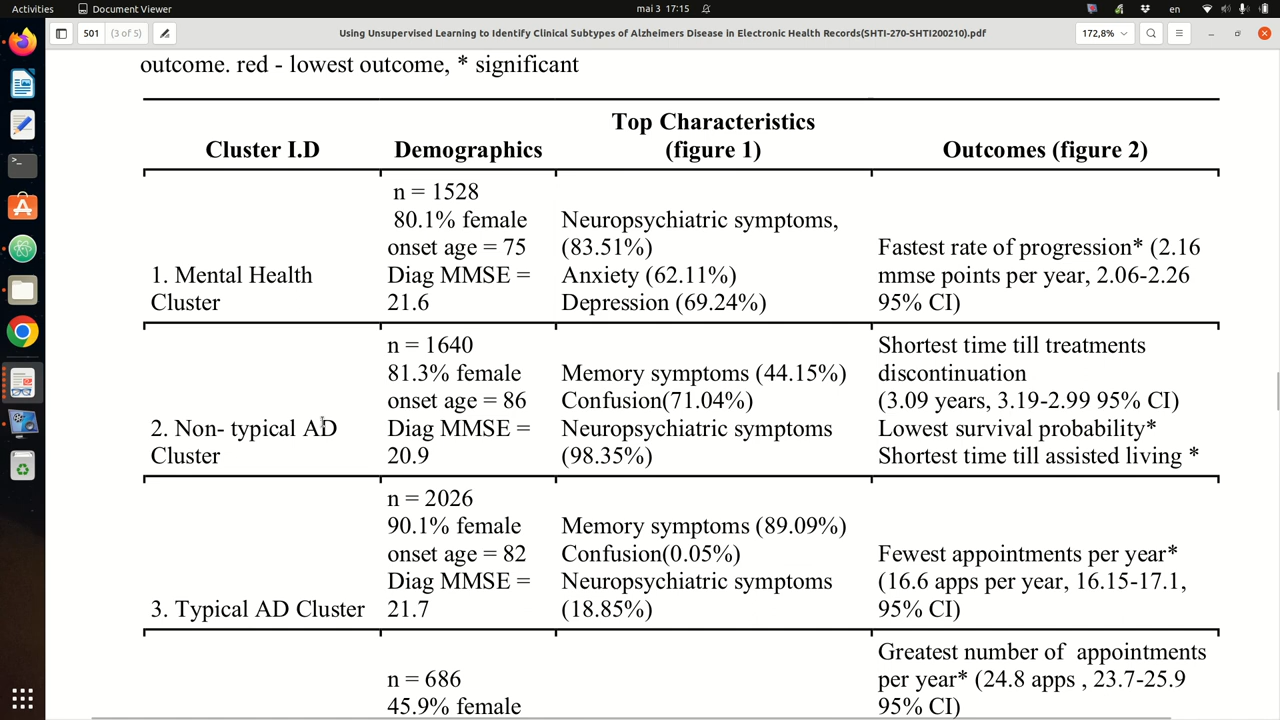 Activities
Document Viewer
mai 3 17:15
en
501
(3 of 5)
Using Unsupervised Learning to Identify Clinical Subtypes of Alzheimers Disease in Electronic Health Records(SHTI-270-SHTI200210).pdf
172,8%
outcome. red - lowest outcome, * significant
Cluster I.D
Demographics
Top Characteristics
(figure 1)
Outcomes (figure 2)
1. Mental Health
Cluster
n = 1528
80.1% female
onset age = 75
Diag MMSE =
21.6
Neuropsychiatric symptoms,
(83.51%)
Anxiety (62.11%)
Depression (69.24%)
Fastest rate of progression* (2.16
mmse points per year, 2.06-2.26
95% CI)
2. Non- typical AD
Cluster
n = 1640
81.3% female
onset age = 86
Diag MMSE =
20.9
Memory symptoms (44.15%)
Confusion(71.04%)
Neuropsychiatric symptoms
(98.35%)
Shortest time till treatments
discontinuation
(3.09 years, 3.19-2.99 95% CI)
Lowest survival probability*
Shortest time till assisted living *
3. Typical AD Cluster
n = 2026
90.1% female
onset age = 82
Diag MMSE =
21.7
Memory symptoms (89.09%)
Confusion(0.05%)
Neuropsychiatric symptoms
(18.85%)
Fewest appointments per year*
(16.6 apps per year, 16.15-17.1,
95% CI)
n = 686
45.9% female
Greatest number of appointments
per year* (24.8 apps , 23.7-25.9
95% CI)